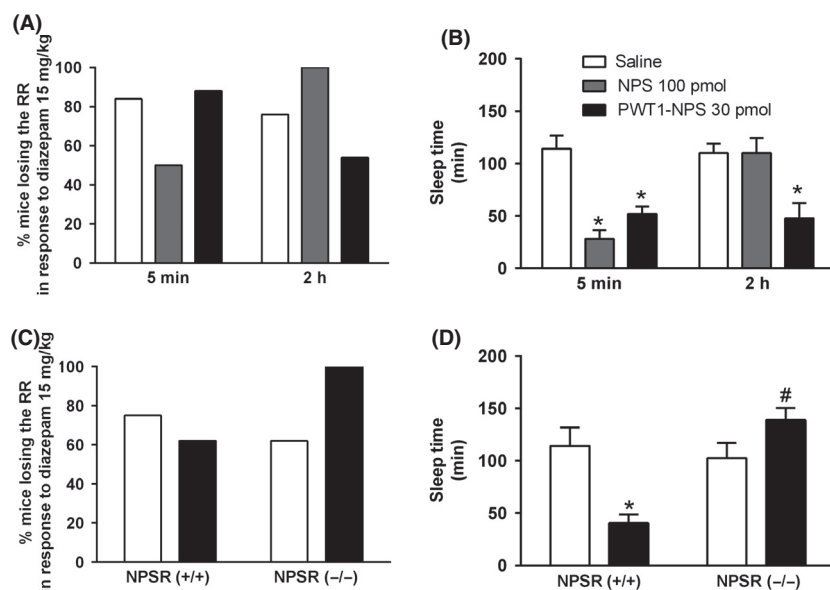 (A)
% mice losing the RR
in response to diazepam 15 mg/kg
100
80
60
40
20
0
5 min
2 h
(B)
Sleep time
(min)
200
150
100
50
0
Saline
NPS 100 pmol
PWT1-NPS 30 pmol
*
*
*
5 min
2 h
(C)
% mice losing the RR
in response to diazepam 15 mg/kg
100
80
60
40
20
0
NPSR (+/+)
NPSR (−/−)
(D)
Sleep time
(min)
200
150
100
50
0
*
#
NPSR (+/+)
NPSR (−/−)